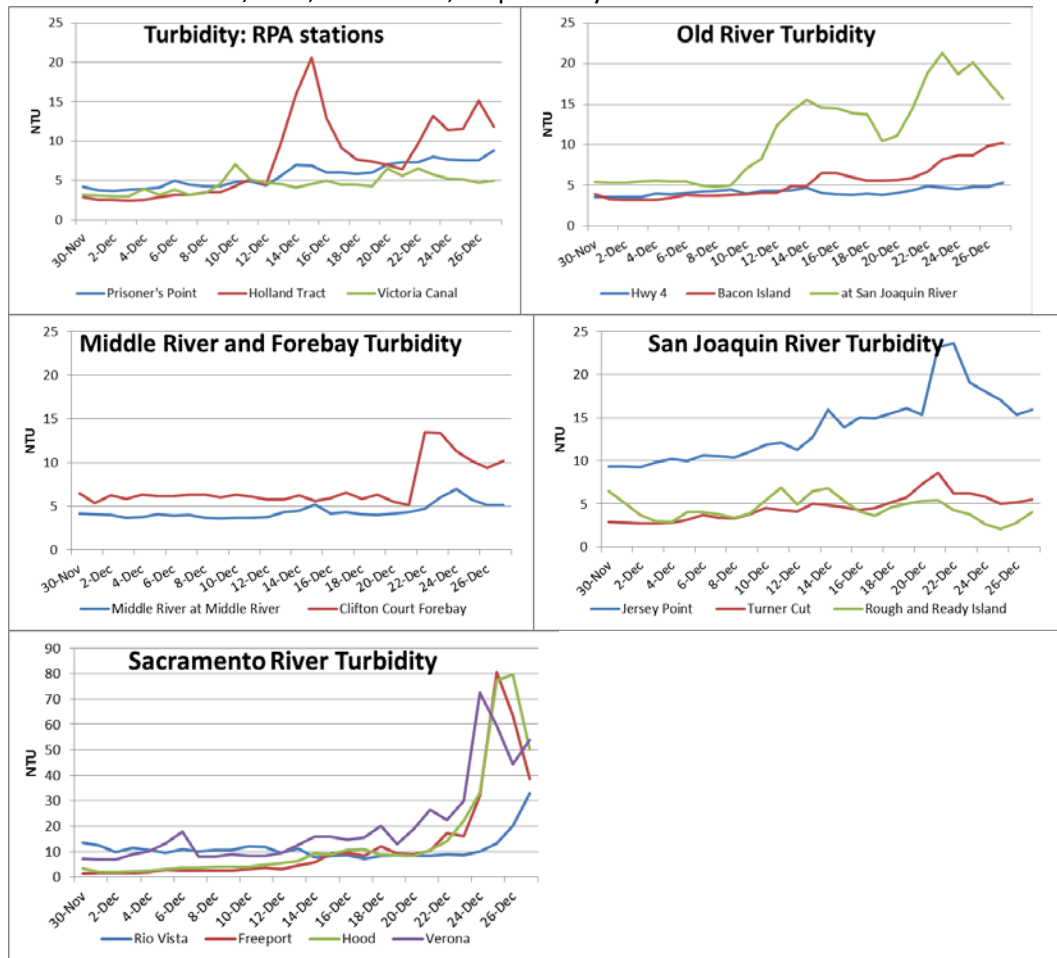 Turbidity: RPA stations
25
20
15
10
5
0
NTU
30-Nov 2-Dec 4-Dec 6-Dec 8-Dec 10-Dec 12-Dec 14-Dec 16-Dec 18-Dec 20-Dec 22-Dec 24-Dec 26-Dec
Prisoner's Point Holland Tract Victoria Canal
Old River Turbidity
25
20
15
10
5
0
NTU
30-Nov 2-Dec 4-Dec 6-Dec 8-Dec 10-Dec 12-Dec 14-Dec 16-Dec 18-Dec 20-Dec 22-Dec 24-Dec 26-Dec
Hwy 4 Bacon Island at San Joaquin River
Middle River and Forebay Turbidity
25
20
15
10
5
0
NTU
30-Nov 2-Dec 4-Dec 6-Dec 8-Dec 10-Dec 12-Dec 14-Dec 16-Dec 18-Dec 20-Dec 22-Dec 24-Dec 26-Dec
Middle River at Middle River Clifton Court Forebay
San Joaquin River Turbidity
25
20
15
10
5
0
NTU
30-Nov 2-Dec 4-Dec 6-Dec 8-Dec 10-Dec 12-Dec 14-Dec 16-Dec 18-Dec 20-Dec 22-Dec 24-Dec 26-Dec
Jersey Point Turner Cut Rough and Ready Island
Sacramento River Turbidity
90
80
70
60
50
40
30
20
10
0
NTU
30-Nov 2-Dec 4-Dec 6-Dec 8-Dec 10-Dec 12-Dec 14-Dec 16-Dec 18-Dec 20-Dec 22-Dec 24-Dec 26-Dec
Rio Vista Freeport Hood Verona